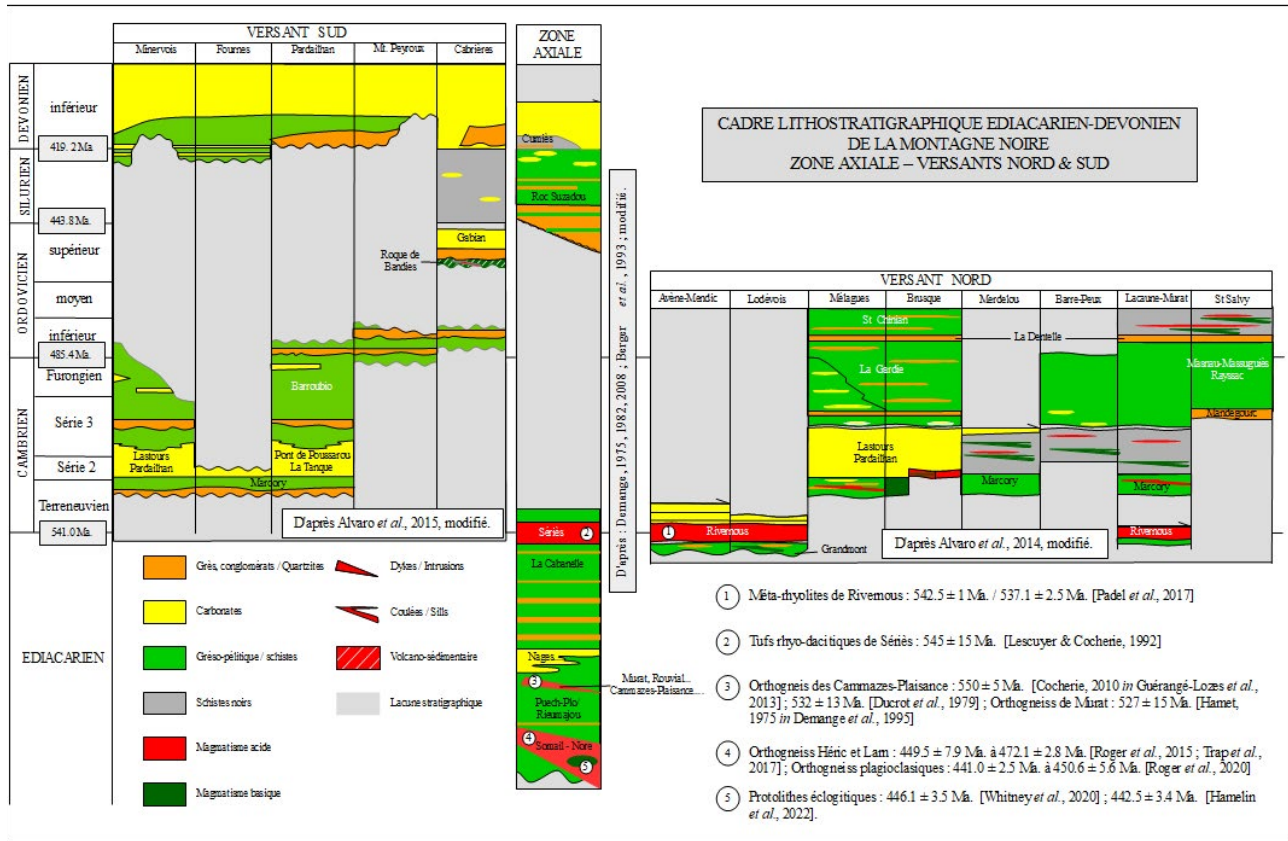 VERSANT SUD
Minervois
Fournes
Pardailhan
Mt. Peyroux
Cabrières
ZONE
AXIALE
CADRE LITHOSTRATIGRAPHIQUE EDIACARIEN-DEVONIEN
DE LA MONTAGNE NOIRE
ZONE AXIALE – VERSANTS NORD & SUD
DEVONIEN
inférieur
419. 2 Ma
SILURIEN
443.8 Ma.
ORDOVICIEN
supérieur
moyen
inférieur
485.4 Ma.
CAMBRIEN
Furongien
Série 3
Série 2
Terreneuvien
541.0 Ma.
EDIACARIEN
Gabian
Roque de
Bandies
Barroubio
Lastours
Pardailhan
Pont de Poussarou
La Tanque
Marcory
D'après Alvaro et al., 2015, modifié.
Cumiès
Roc Suzadou
Sériès
2
La Cabanelle
Nages
3
Murat, Rouvial...
Cammazes-Plaisance....
Puech-Plo/
Rieumajou
4
Somail - Nore
5
D'après : Demange, 1975, 1982, 2008 ; Berger et al., 1993 ; modifié.
VERSANT NORD
Avène-Mendic
Lodévois
Mélagues
Brusque
Merdelou
Barre-Peux
Lacaune-Murat
St Salvy
St Chinian
La Dentelle
La Gardie
Masnau-Massuguiès
Rayssac
Nandegourc
Lastours
Pardailhan
Marcory
Marcory
1
Rivernous
Rivernous
Grandmont
D'après Alvaro et al., 2014, modifié.
Grès, conglomérats / Quartzites
Carbonates
Gréso-pélitique / schistes
Schistes noirs
Magmatisme acide
Magmatisme basique
Dykes / Intrusions
Coulées / Sills
Volcano-sédimentaire
Lacune stratigraphique
1 Méta-rhyolites de Rivernous : 542.5 ± 1 Ma. / 537.1 ± 2.5 Ma. [Padel et al., 2017]
2 Tufs rhyo-dacitiques de Sériès : 545 ± 15 Ma. [Lescuyer & Cocherie, 1992]
3 Orthogneis des Cammazes-Plaisance : 550 ± 5 Ma. [Cocherie, 2010 in Guérangé-Lozes et al.,
2013] ; 532 ± 13 Ma. [Ducrot et al., 1979] ; Orthogneiss de Murat : 527 ± 15 Ma. [Hamet,
1975 in Demange et al., 1995]
4 Orthogneiss Héric et Larn : 449.5 ± 7.9 Ma. à 472.1 ± 2.8 Ma. [Roger et al., 2015 ; Trap et al.,
2017] ; Orthogneiss plagioclasiques : 441.0 ± 2.5 Ma. à 450.6 ± 5.6 Ma. [Roger et al., 2020]
5 Protolithes éclogitiques : 446.1 ± 3.5 Ma. [Whitney et al., 2020] ; 442.5 ± 3.4 Ma. [Hamelin
et al., 2022].